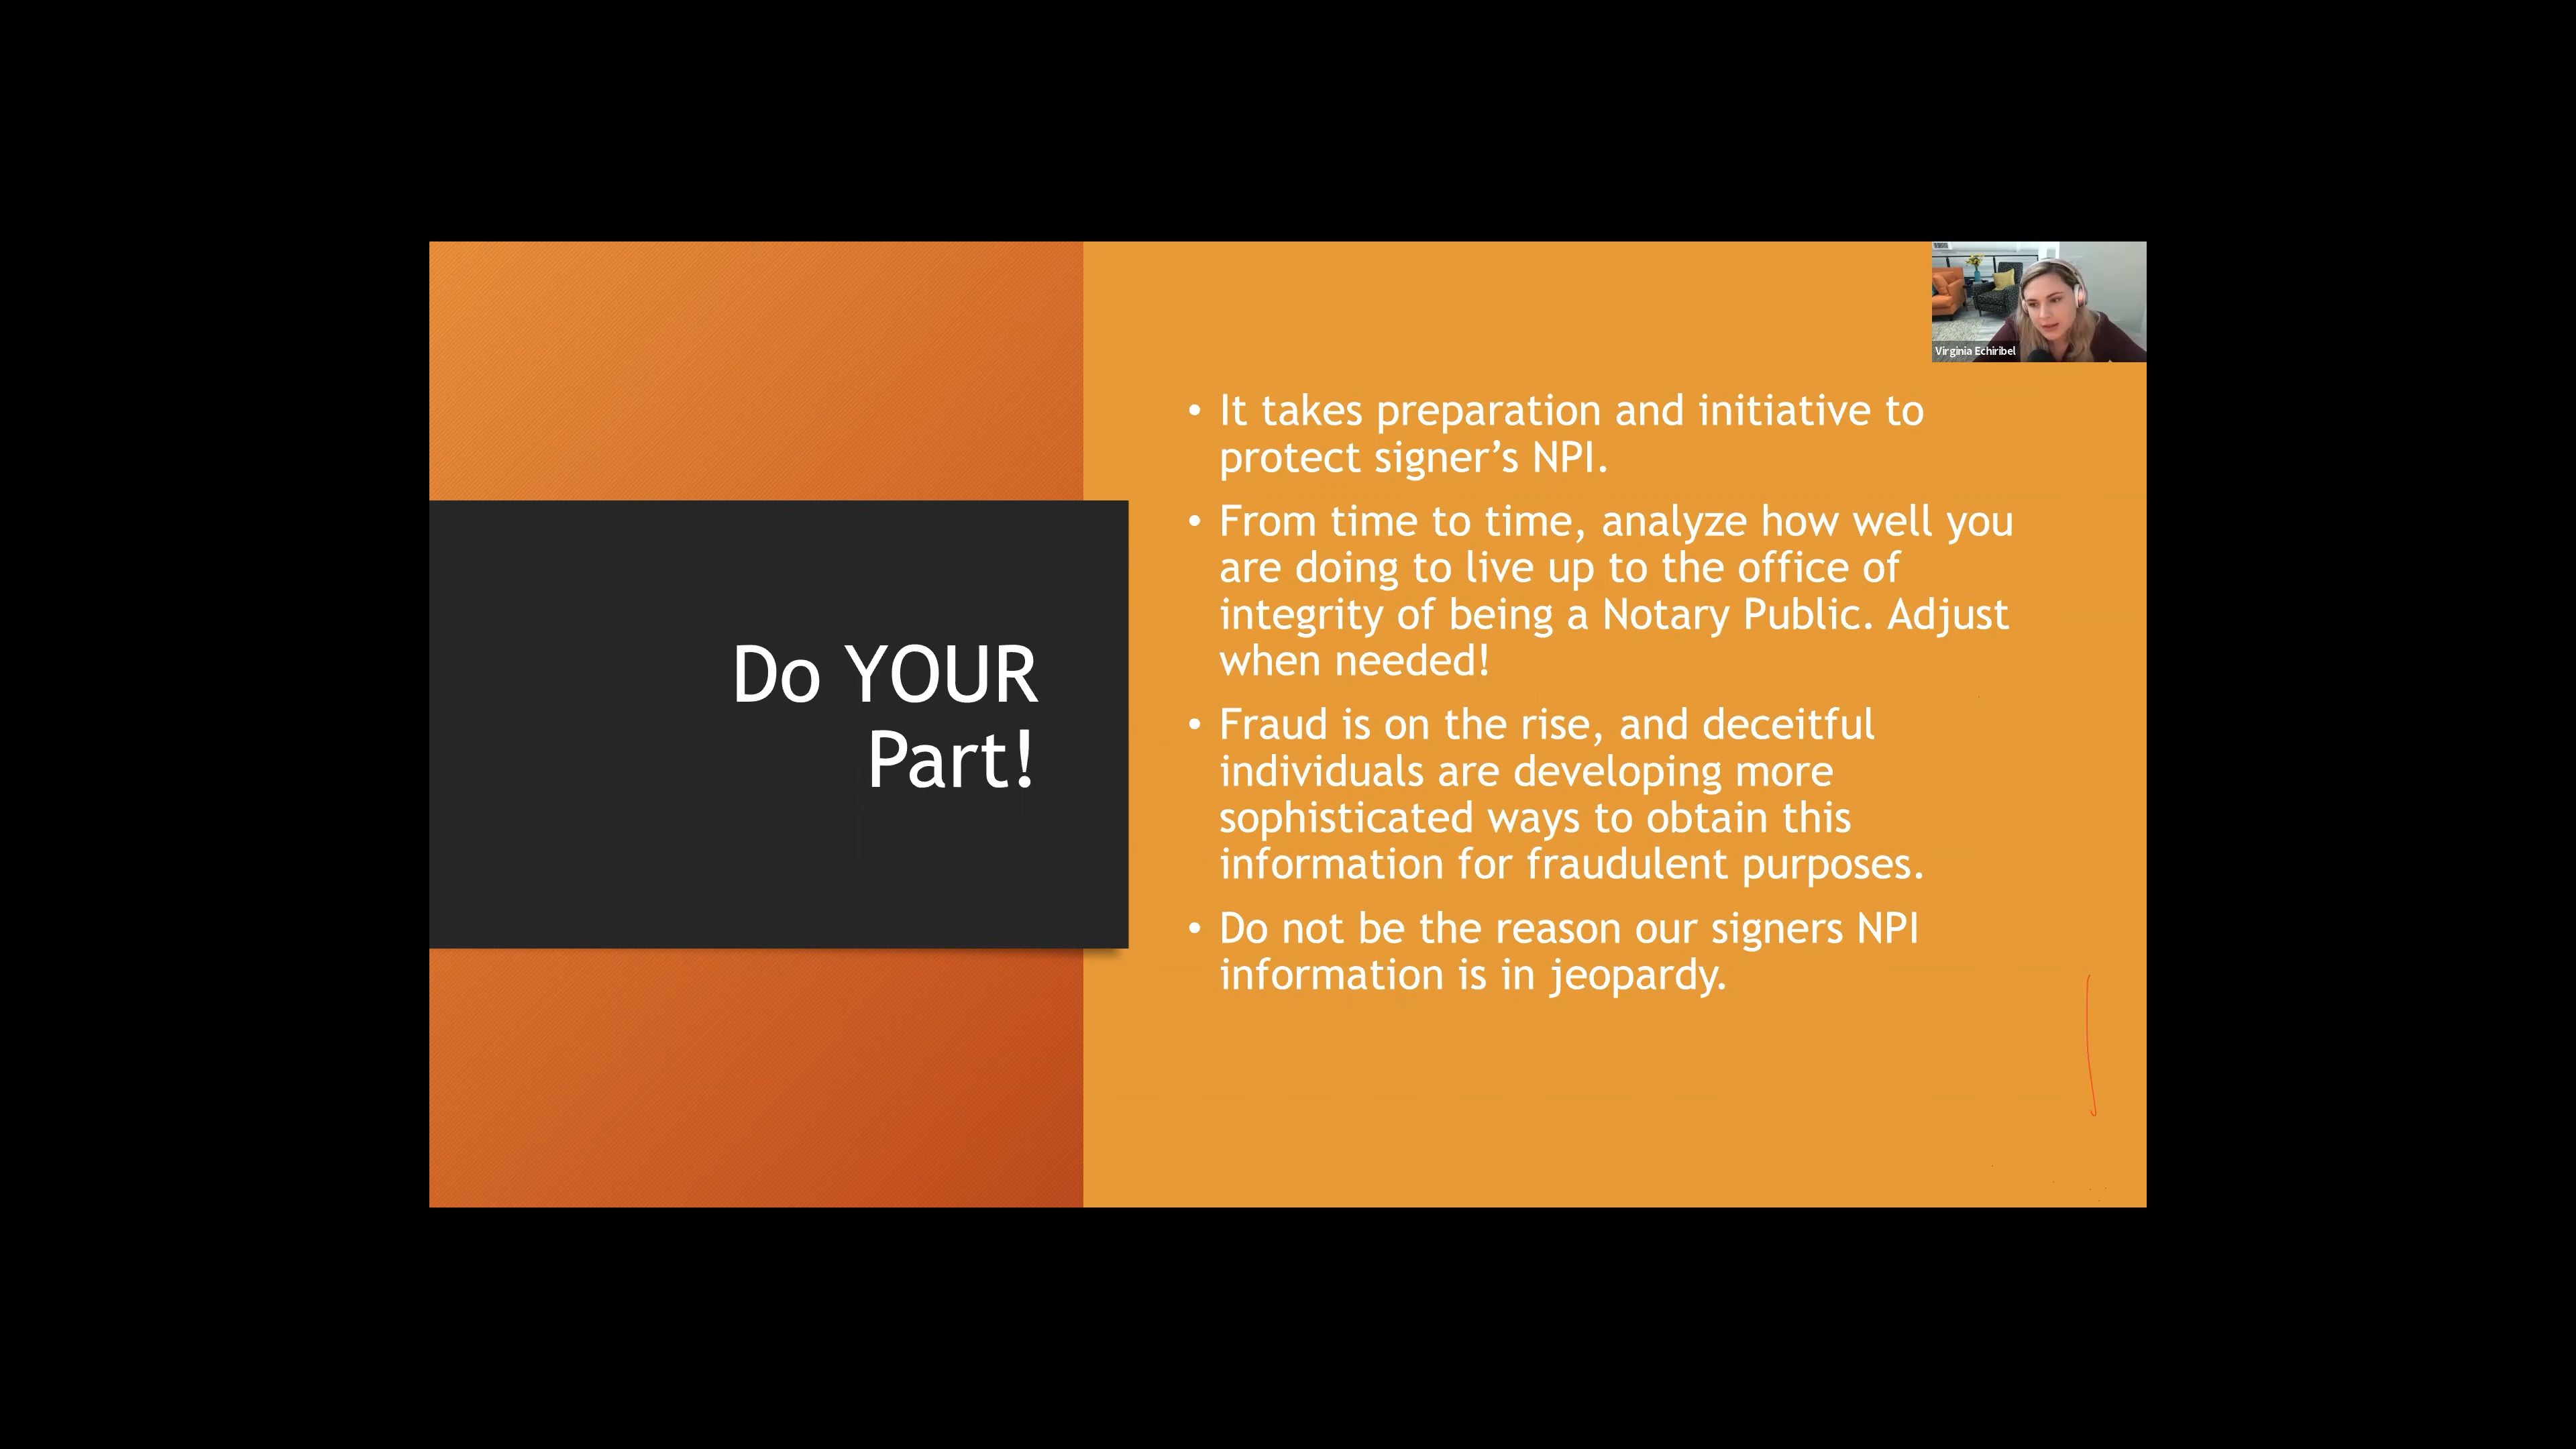 Do YOUR
Part!
Virginia Echiribel
• It takes preparation and initiative to
protect signer’s NPI.
• From time to time, analyze how well you
are doing to live up to the office of
integrity of being a Notary Public. Adjust
when needed!
• Fraud is on the rise, and deceitful
individuals are developing more
sophisticated ways to obtain this
information for fraudulent purposes.
• Do not be the reason our signers NPI
information is in jeopardy.